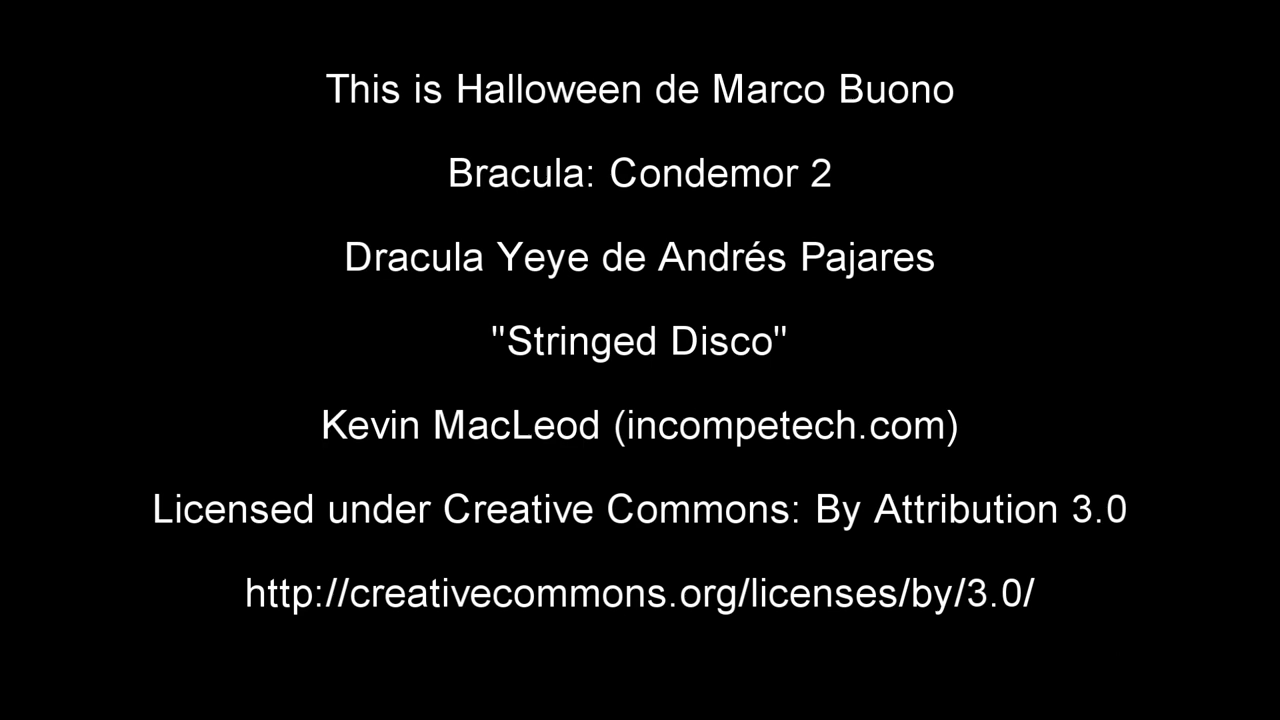 This is Halloween de Marco Buono
Bracula: Condemor 2
Dracula Yeye de Andrés Pajares
"Stringed Disco"
Kevin MacLeod (incompetech.com)
Licensed under Creative Commons: By Attribution 3.0
http://creativecommons.org/licenses/by/3.0/